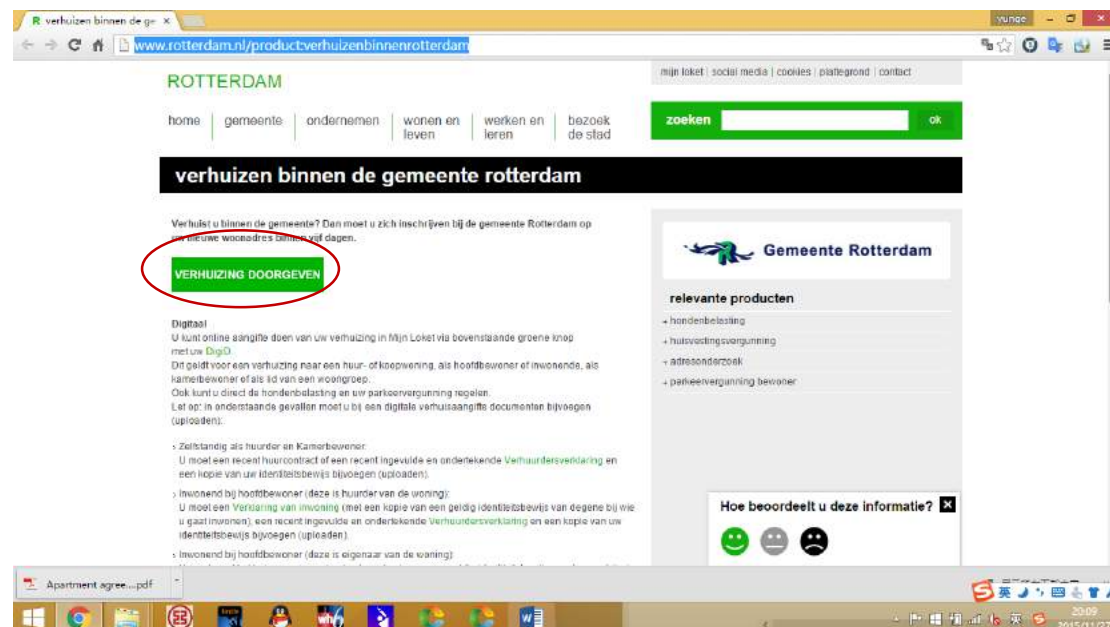 R verhuizen binnen de ge
yunge
www.rotterdam.nl/product:verhuizenbinnenrotterdam
mijn loket | social media | cookies | plattegrond | contact
ROTTERDAM
home
gemeente
ondernemen
wonen en
leven
werken en
leren
bezoek
de stad
zoeken
ok
verhuizen binnen de gemeente rotterdam
Verhuist u binnen de gemeente? Dan moet u zich inschrijven bij de gemeente Rotterdam op
uw nieuwe woonadres binnen vijf dagen.
VERHUIZING DOORGEVEN
Digitaal
U kunt online aangifte doen van uw verhuizing in Mijn Loket via bovenstaande groene knop
met uw DigiD.
Dit geldt voor een verhuizing naar een huur- of koopwoning, als hoofdbewoner of inwonende, als
kamerbewoner of als lid van een woongroep.
Ook kunt u direct de hondenbelasting en uw parkeervergunning regelen.
Let op: in onderstaande gevallen moet u bij een digitale verhuisaangifte documenten bijvoegen
(uploaden):
› Zelfstandig als huurder en Kamerbewoner:
U moet een recent huurcontract of een recent ingevulde en ondertekende Verhuurdersverklaring en
een kopie van uw identiteitsbewijs bijvoegen (uploaden).
› Inwonend bij hoofdbewoner (deze is huurder van de woning):
U moet een Verklaring van inwoning (met een kopie van een geldig identiteitsbewijs van degene bij wie
u gaat inwonen), een recent ingevulde en ondertekende Verhuurdersverklaring en een kopie van uw
identiteitsbewijs bijvoegen (uploaden).
› Inwonend bij hoofdbewoner (deze is eigenaar van de woning):
Gemeente Rotterdam
relevante producten
→ hondenbelasting
→ huisvestingsvergunning
→ adresonderzoek
→ parkeervergunning bewoner
Hoe beoordeelt u deze informatie?
Apartment agree....pdf
英
20:09
2015/11/27